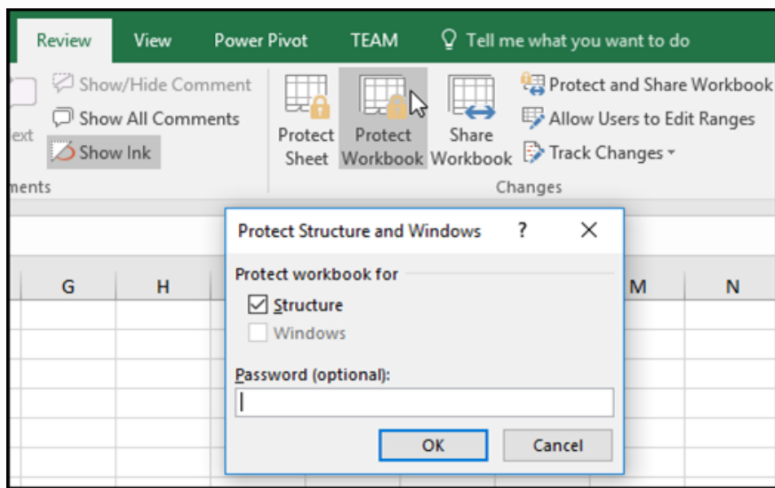 Review View Power Pivot TEAM Tell me what you want to do
Show/Hide Comment
Show All Comments
Show Ink
Protect
Sheet
Protect
Workbook
Share
Workbook
Protect and Share Workbook
Allow Users to Edit Ranges
Track Changes
Changes
Protect Structure and Windows ?
Protect workbook for
Structure
Windows
Password (optional):
OK Cancel
G H M N